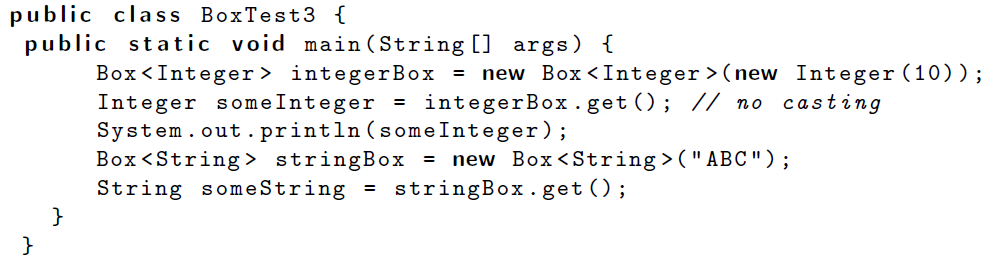 public class BoxTest3 {
public static void main(String[] args) {
Box<Integer> integerBox = new Box<Integer>(new Integer(10));
Integer someInteger = integerBox.get(); // no casting
System.out.println(someInteger);
Box<String> stringBox = new Box<String>("ABC");
String someString = stringBox.get();
}
}